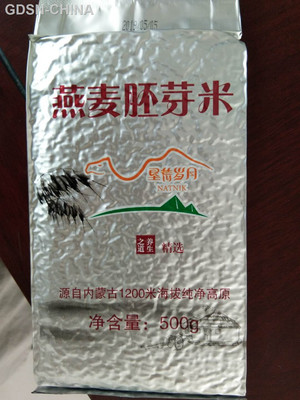 GDSN-CHINA
燕麦胚芽米
NATNIK
养生
之道
精选
源自内蒙古1200米海拔纯净高原
净含量：500g